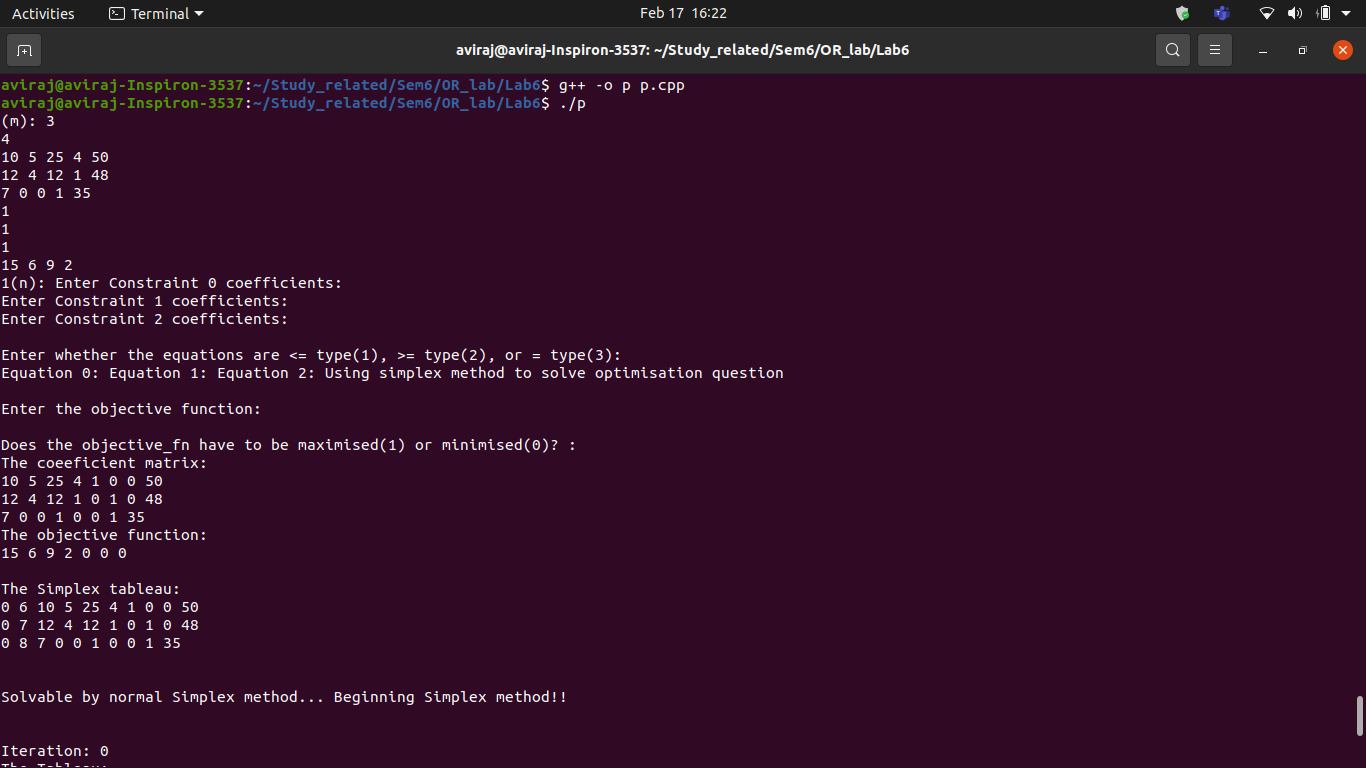 Activities Terminal Feb 17 16:22
aviraj@aviraj-Inspiron-3537: ~/Study_related/Sem6/OR_lab/Lab6
aviraj@aviraj-Inspiron-3537:~/Study_related/Sem6/OR_lab/Lab6$ g++ -o p p.cpp
aviraj@aviraj-Inspiron-3537:~/Study_related/Sem6/OR_lab/Lab6$ ./p
(m): 3
4
10 5 25 4 50
12 4 12 1 48
7 0 0 1 35
1
1
1
15 6 9 2
1(n): Enter Constraint 0 coefficients:
Enter Constraint 1 coefficients:
Enter Constraint 2 coefficients:
Enter whether the equations are <= type(1), >= type(2), or = type(3):
Equation 0: Equation 1: Equation 2: Using simplex method to solve optimisation question
Enter the objective function:
Does the objective_fn have to be maximised(1) or minimised(0)? :
The coeeficient matrix:
10 5 25 4 1 0 0 50
12 4 12 1 0 1 0 48
7 0 0 1 0 0 1 35
The objective function:
15 6 9 2 0 0 0
The Simplex tableau:
0 6 10 5 25 4 1 0 0 50
0 7 12 4 12 1 0 1 0 48
0 8 7 0 0 1 0 0 1 35
Solvable by normal Simplex method... Beginning Simplex method!!
Iteration: 0
The Tableau: